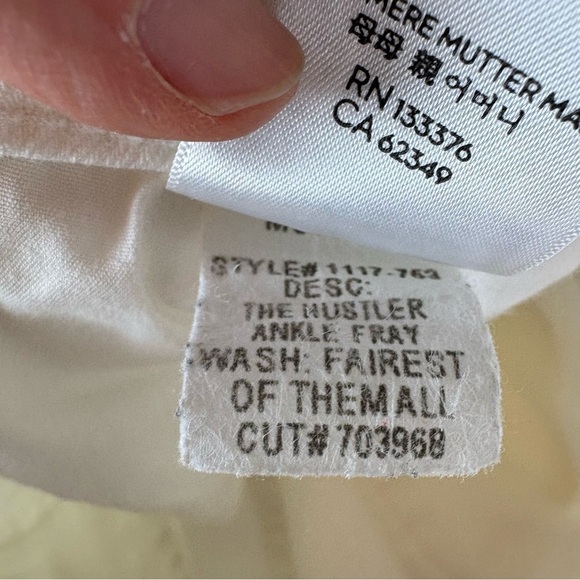 MERE MUTTER MA
母母 親 어머니
RN 133376
CA 62349
STYLE# 1117-763
DESC:
THE HUSTLER
ANKLE FRAY
WASH: FAIREST
OF THEMALL
CUT# 703968